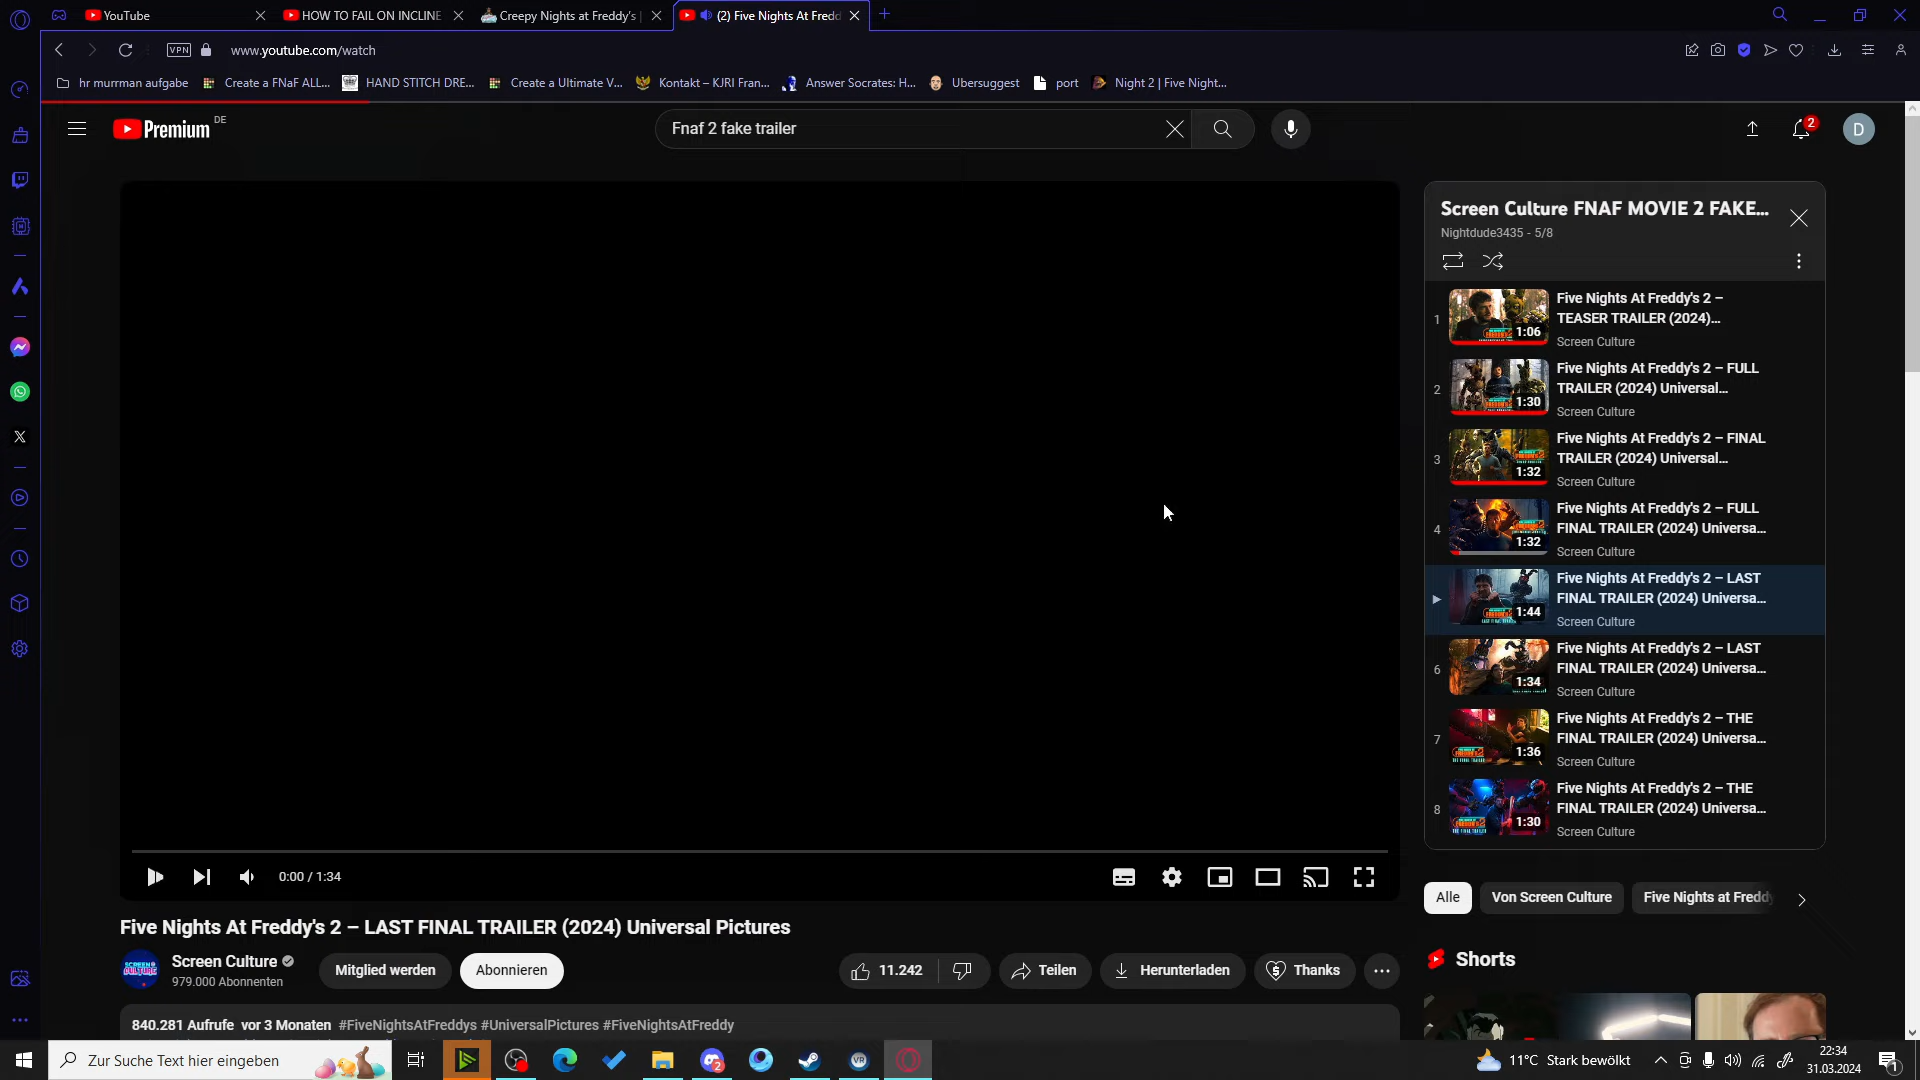 YouTube
HOW TO FAIL ON INCLINE
Creepy Nights at Freddy's |
(2) Five Nights At Fredd
VPN
www.youtube.com/watch
hr murrman aufgabe
Create a FNaF ALL...
HAND STITCH DRE...
Create a Ultimate V...
Kontakt – KJRI Fran...
Answer Socrates: H...
Ubersuggest
port
Night 2 | Five Night...
Premium DE
Fnaf 2 fake trailer
2
D
Screen Culture FNAF MOVIE 2 FAKE...
Nightdude3435 - 5/8
1
1:06
Five Nights At Freddy's 2 –
TEASER TRAILER (2024)...
Screen Culture
2
1:30
Five Nights At Freddy's 2 – FULL
TRAILER (2024) Universal...
Screen Culture
3
1:32
Five Nights At Freddy's 2 – FINAL
TRAILER (2024) Universal...
Screen Culture
4
1:32
Five Nights At Freddy's 2 – FULL
FINAL TRAILER (2024) Universa...
Screen Culture
1:44
Five Nights At Freddy's 2 – LAST
FINAL TRAILER (2024) Universa...
Screen Culture
6
1:34
Five Nights At Freddy's 2 – LAST
FINAL TRAILER (2024) Universa...
Screen Culture
7
1:36
Five Nights At Freddy's 2 – THE
FINAL TRAILER (2024) Universa...
Screen Culture
8
1:30
Five Nights At Freddy's 2 – THE
FINAL TRAILER (2024) Universa...
Screen Culture
0:00 / 1:34
Alle
Von Screen Culture
Five Nights at Freddy
Five Nights At Freddy's 2 – LAST FINAL TRAILER (2024) Universal Pictures
SCREEN
CULTURE
Screen Culture
979.000 Abonnenten
Mitglied werden
Abonnieren
11.242
Teilen
Herunterladen
Thanks
Shorts
840.281 Aufrufe vor 3 Monaten #FiveNightsAtFreddys #UniversalPictures #FiveNightsAtFreddy
Zur Suche Text hier eingeben
2
VR
11°C Stark bewölkt
22:34
31.03.2024
1